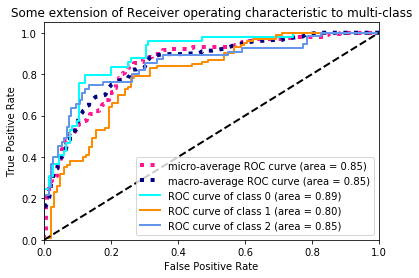 Some extension of Receiver operating characteristic to multi-class
True Positive Rate
1.0
0.8
0.6
0.4
0.2
0.0
micro-average ROC curve (area = 0.85)
macro-average ROC curve (area = 0.85)
ROC curve of class 0 (area = 0.89)
ROC curve of class 1 (area = 0.80)
ROC curve of class 2 (area = 0.85)
0.0 0.2 0.4 0.6 0.8 1.0
False Positive Rate